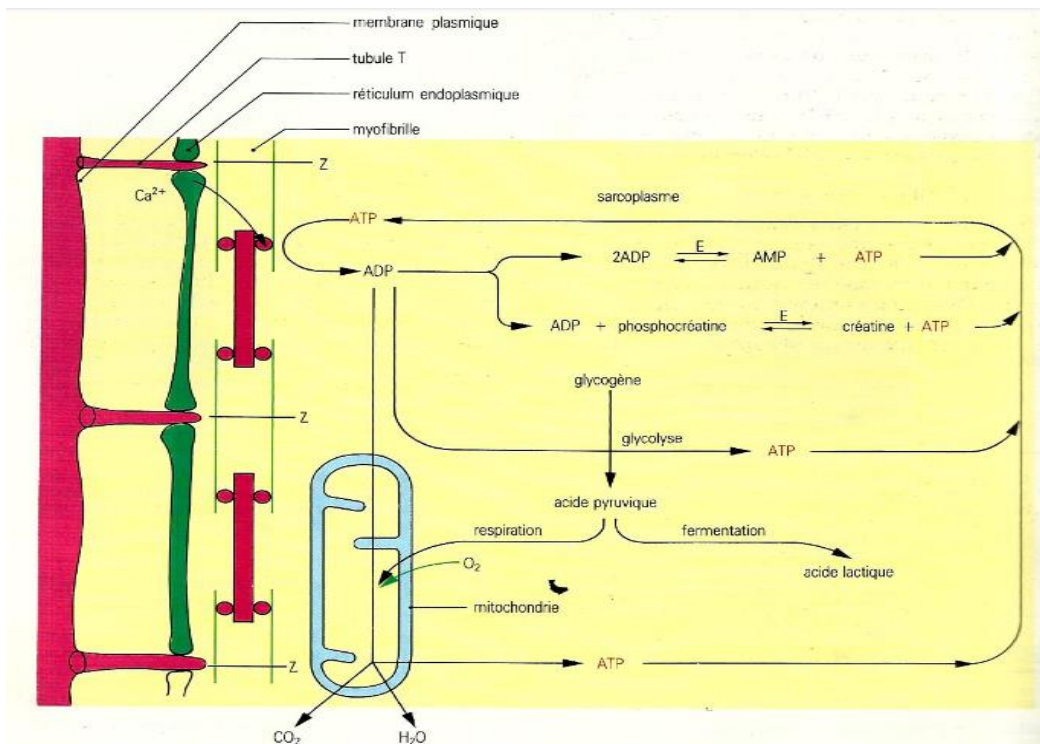 membrane plasmique
tubule T
réticulum endoplasmique
myofibrille
Z
Ca2+
sarcoplasme
ATP
2ADP E AMP + ATP
ADP
ADP + phosphocréatine E créatine + ATP
glycogène
Z
glycolyse
ATP
acide pyruvique
respiration
fermentation
O2
acide lactique
mitochondrie
Z
ATP
CO2
H2O